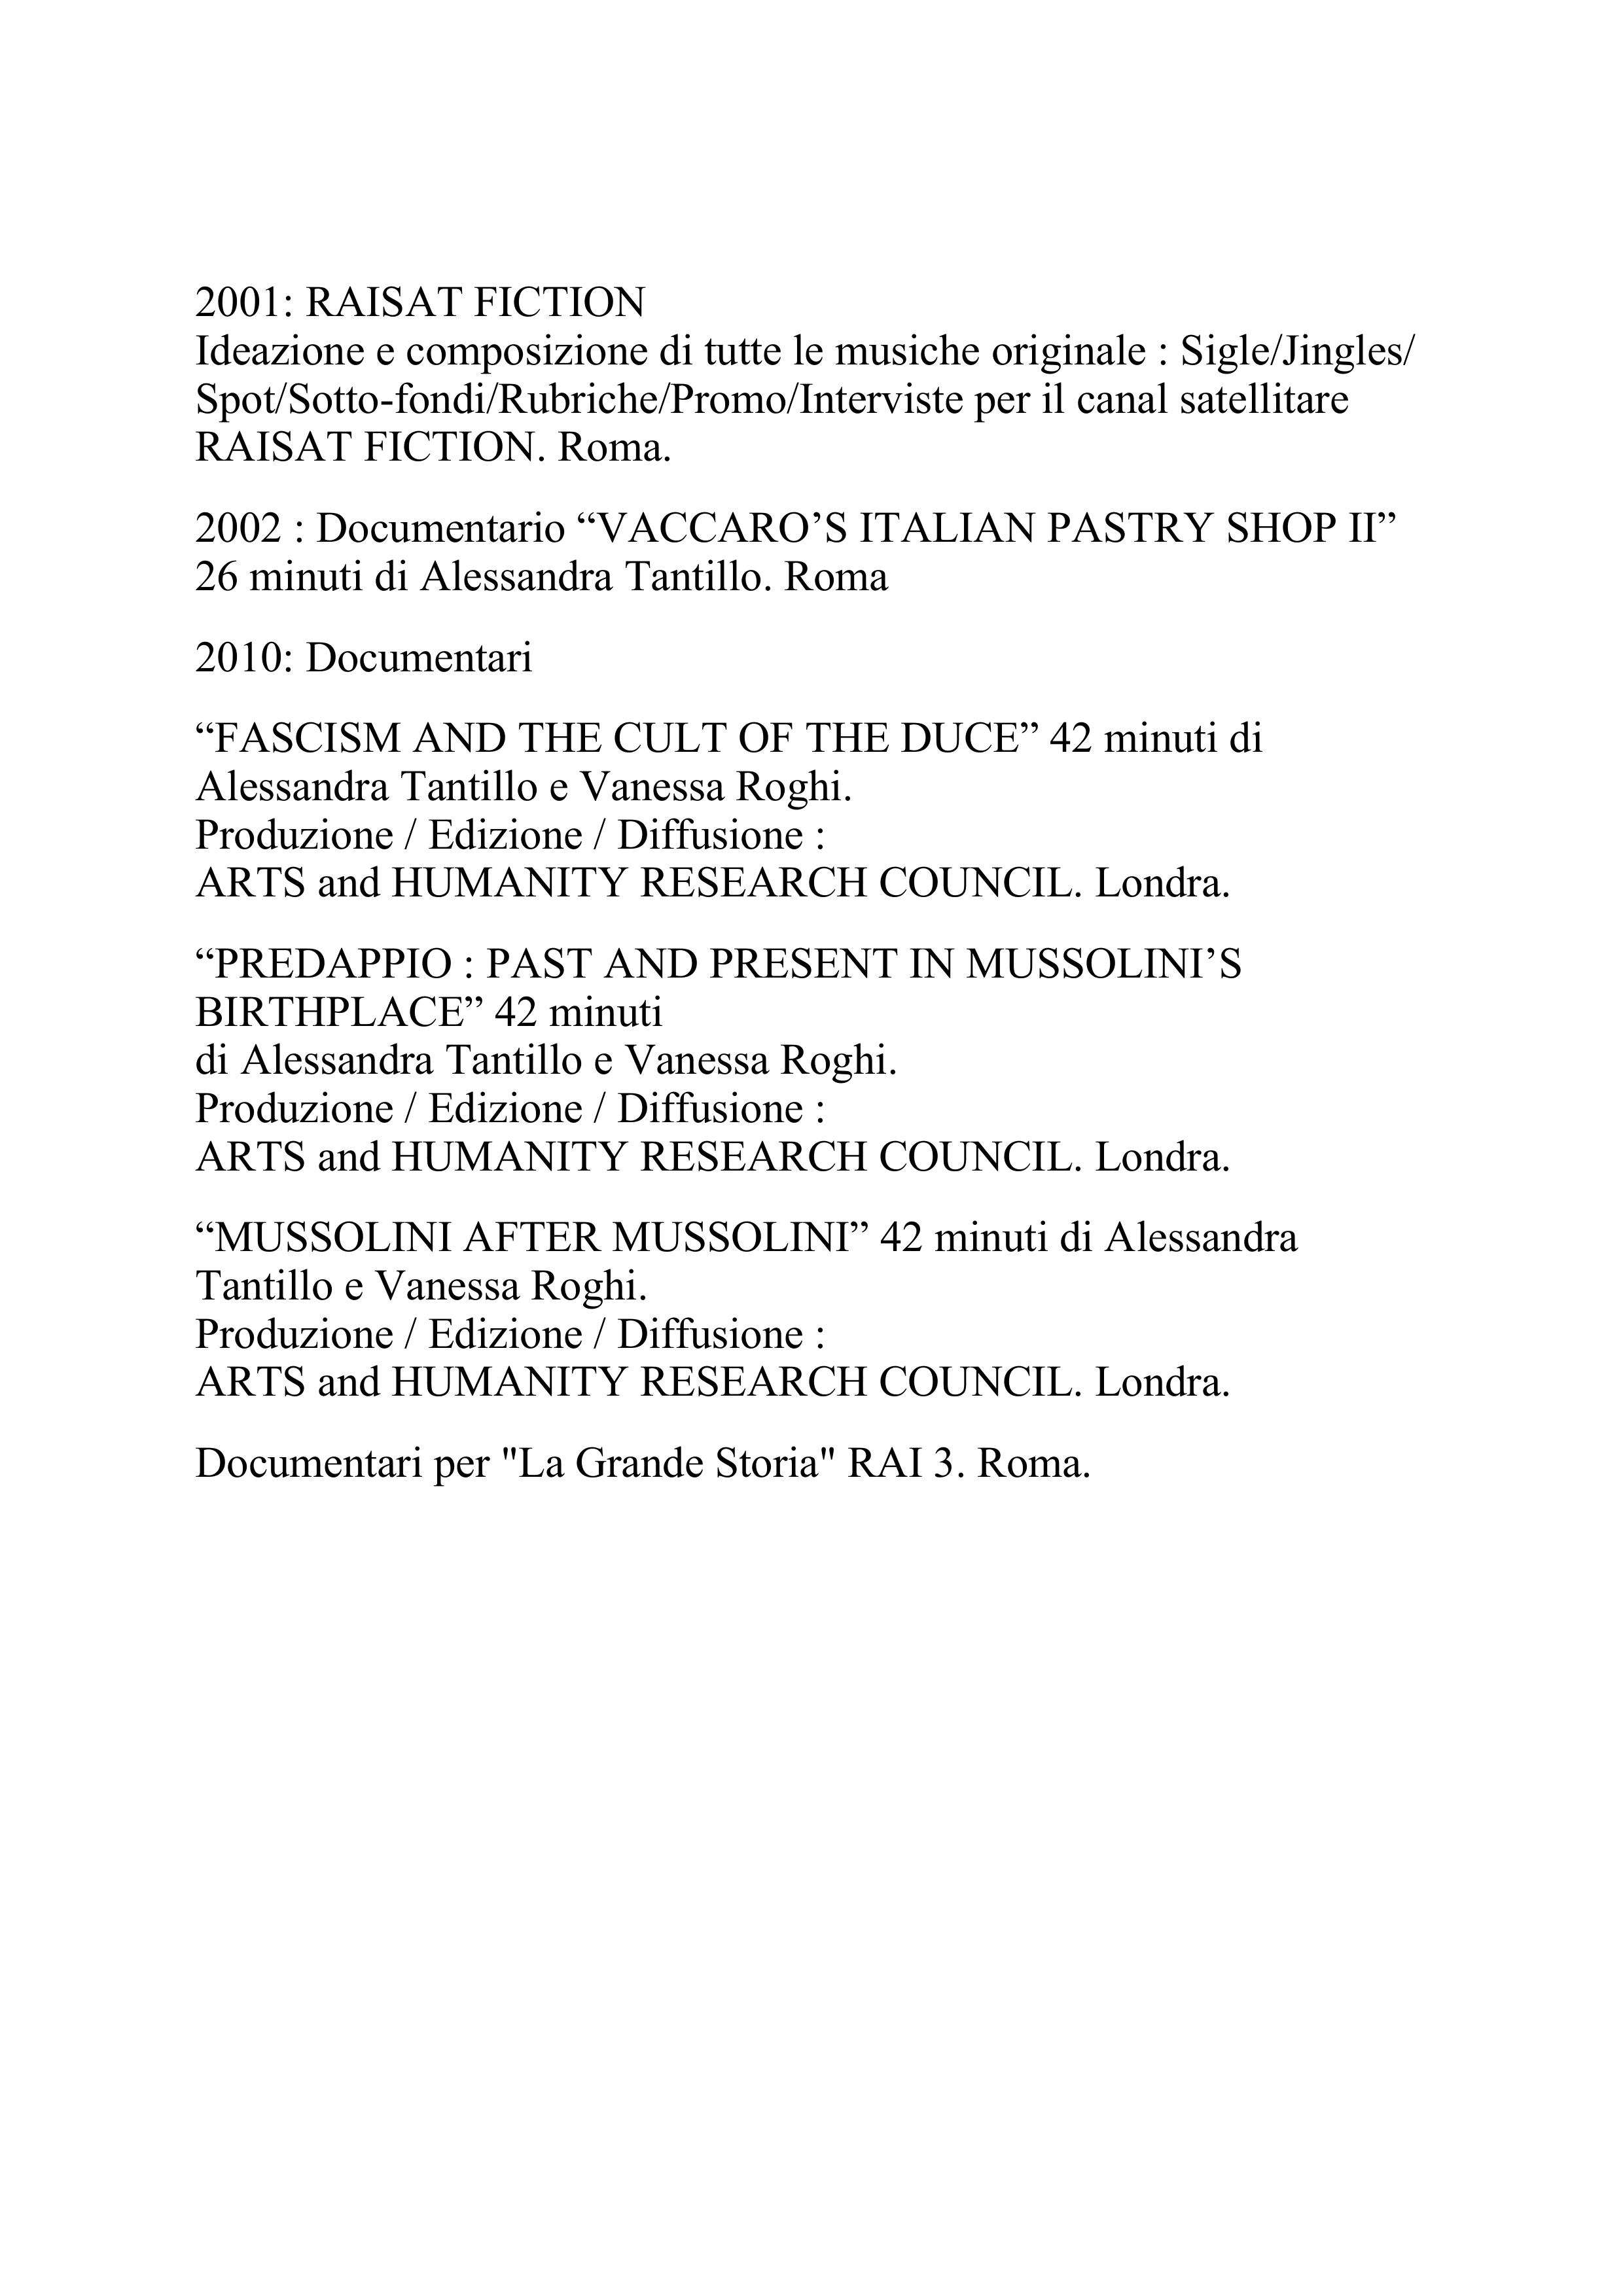 2001: RAISAT FICTION
Ideazione e composizione di tutte le musiche originale : Sigle/Jingles/
Spot/Sotto-fondi/Rubriche/Promo/Interviste per il canal satellitare
RAISAT FICTION. Roma.
2002 : Documentario “VACCARO’S ITALIAN PASTRY SHOP II”
26 minuti di Alessandra Tantillo. Roma
2010: Documentari
“FASCISM AND THE CULT OF THE DUCE” 42 minuti di
Alessandra Tantillo e Vanessa Roghi.
Produzione / Edizione / Diffusione :
ARTS and HUMANITY RESEARCH COUNCIL. Londra.
“PREDAPPIO : PAST AND PRESENT IN MUSSOLINI’S
BIRTHPLACE” 42 minuti
di Alessandra Tantillo e Vanessa Roghi.
Produzione / Edizione / Diffusione :
ARTS and HUMANITY RESEARCH COUNCIL. Londra.
“MUSSOLINI AFTER MUSSOLINI” 42 minuti di Alessandra
Tantillo e Vanessa Roghi.
Produzione / Edizione / Diffusione :
ARTS and HUMANITY RESEARCH COUNCIL. Londra.
Documentari per "La Grande Storia" RAI 3. Roma.